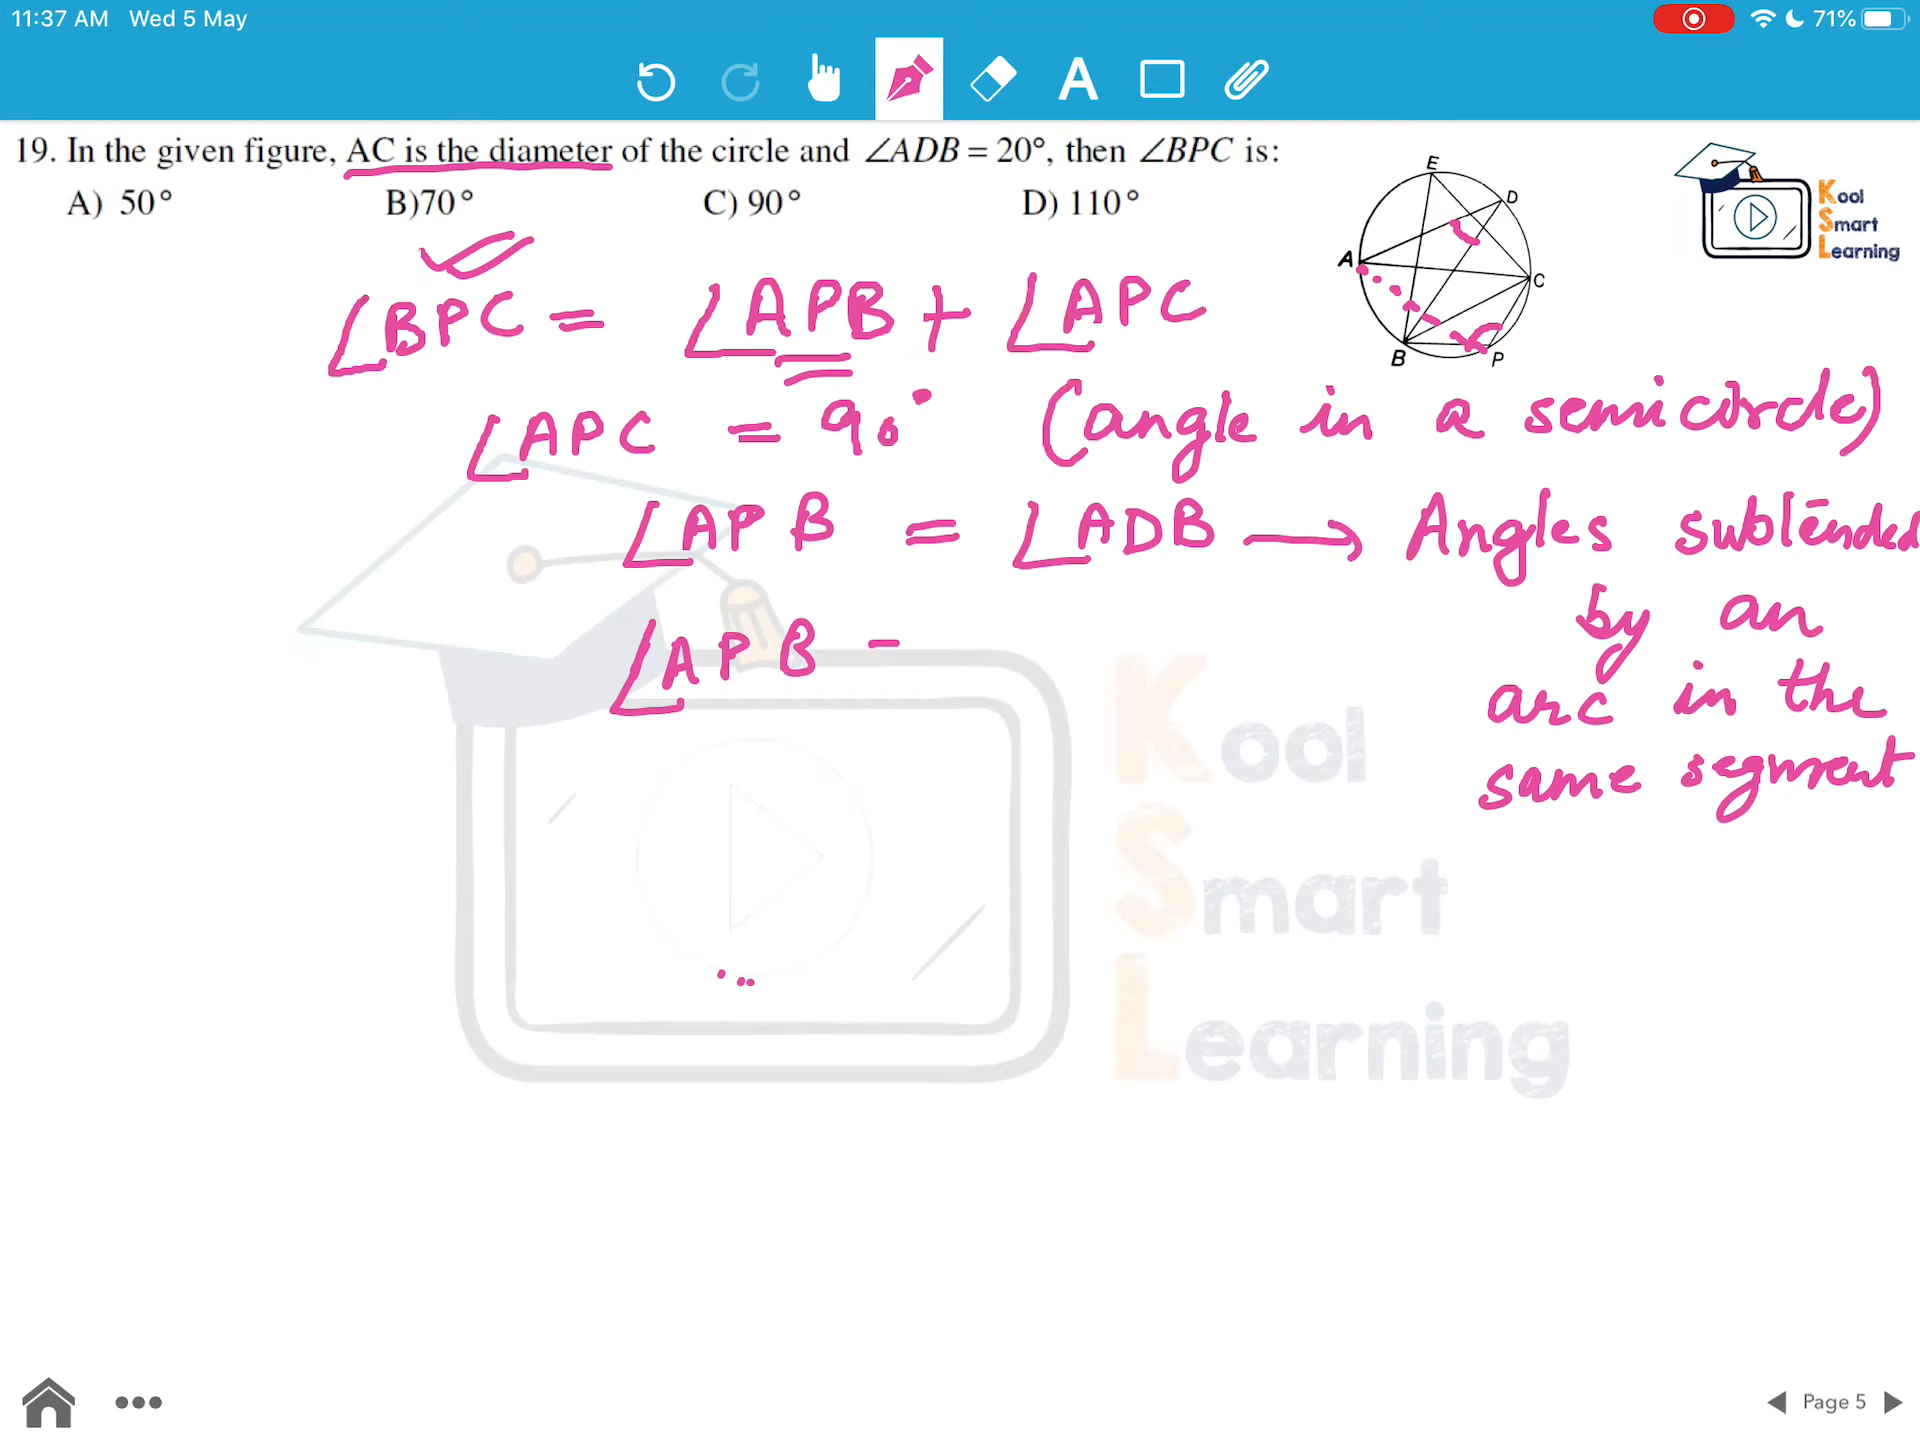 11:37 AM Wed 5 May
71%
19. In the given figure, AC is the diameter of the circle and ∠ADB = 20°, then ∠BPC is:
A) 50° B)70° C) 90° D) 110°
E
D
A
C
B
P
Kool
Smart
Learning
∠BPC = ∠APB + ∠APC
∠APC = 90° (angle in a semicircle)
∠APB = ∠ADB → Angles subtended
by an
arc in the
same segment
∠APB -
Kool
Smart
Learning
Page 5